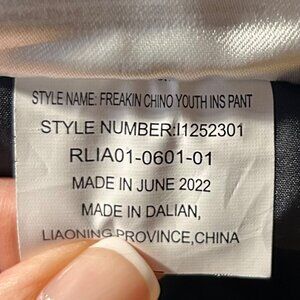 STYLE NAME: FREAKIN CHINO YOUTH INS PANT
STYLE NUMBER:I1252301
RLIA01-0601-01
MADE IN JUNE 2022
MADE IN DALIAN,
LIAONING PROVINCE,CHINA